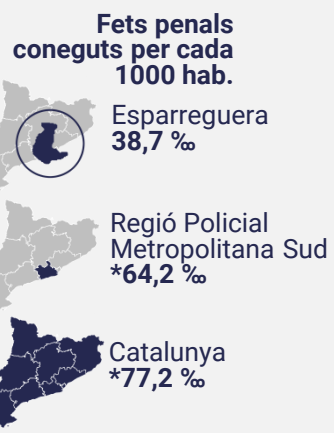 Fets penals
coneguts per cada
1000 hab.
Esparreguera
38,7 ‰
Regió Policial
Metropolitana Sud
*64,2 ‰
Catalunya
*77,2 ‰